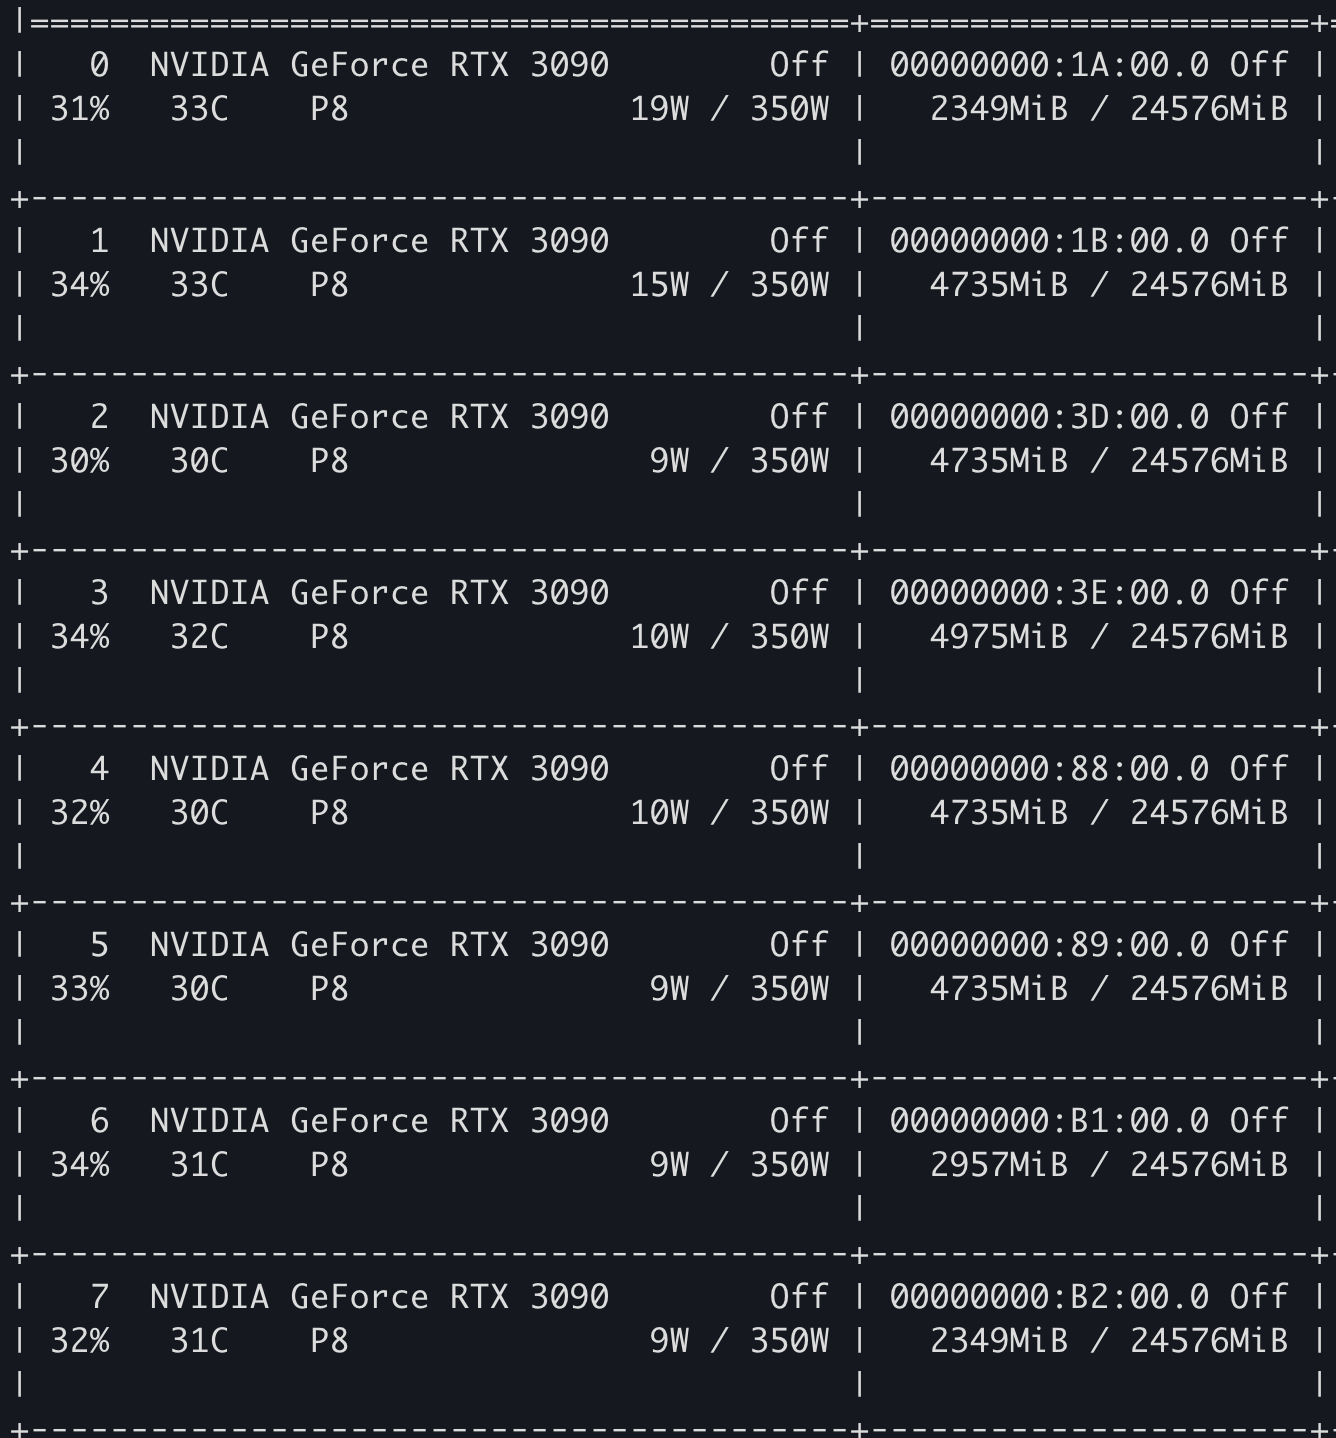 |=========================================+======================+
|   0  NVIDIA GeForce RTX 3090        Off | 00000000:1A:00.0 Off |
| 31%   33C    P8              19W / 350W |   2349MiB / 24576MiB |
|                                         |                      |
+-----------------------------------------+----------------------+
|   1  NVIDIA GeForce RTX 3090        Off | 00000000:1B:00.0 Off |
| 34%   33C    P8              15W / 350W |   4735MiB / 24576MiB |
|                                         |                      |
+-----------------------------------------+----------------------+
|   2  NVIDIA GeForce RTX 3090        Off | 00000000:3D:00.0 Off |
| 30%   30C    P8               9W / 350W |   4735MiB / 24576MiB |
|                                         |                      |
+-----------------------------------------+----------------------+
|   3  NVIDIA GeForce RTX 3090        Off | 00000000:3E:00.0 Off |
| 34%   32C    P8              10W / 350W |   4975MiB / 24576MiB |
|                                         |                      |
+-----------------------------------------+----------------------+
|   4  NVIDIA GeForce RTX 3090        Off | 00000000:88:00.0 Off |
| 32%   30C    P8              10W / 350W |   4735MiB / 24576MiB |
|                                         |                      |
+-----------------------------------------+----------------------+
|   5  NVIDIA GeForce RTX 3090        Off | 00000000:89:00.0 Off |
| 33%   30C    P8               9W / 350W |   4735MiB / 24576MiB |
|                                         |                      |
+-----------------------------------------+----------------------+
|   6  NVIDIA GeForce RTX 3090        Off | 00000000:B1:00.0 Off |
| 34%   31C    P8               9W / 350W |   2957MiB / 24576MiB |
|                                         |                      |
+-----------------------------------------+----------------------+
|   7  NVIDIA GeForce RTX 3090        Off | 00000000:B2:00.0 Off |
| 32%   31C    P8               9W / 350W |   2349MiB / 24576MiB |
|                                         |                      |
+-----------------------------------------+----------------------+